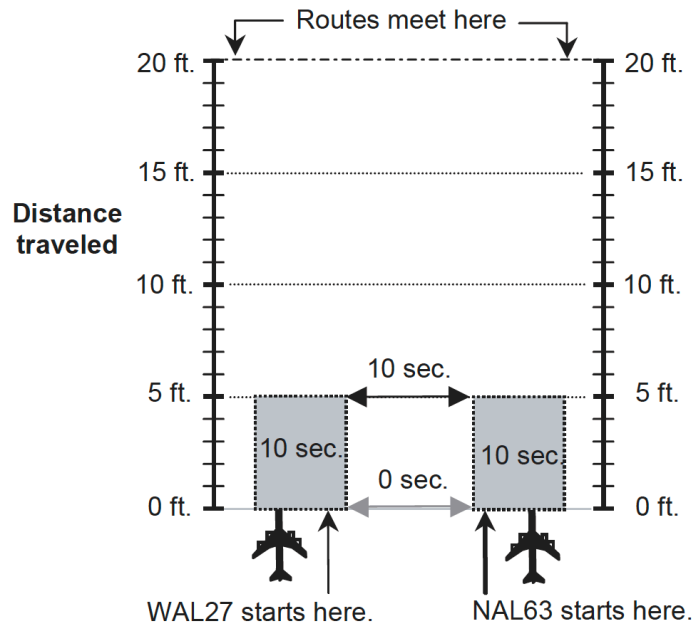 Routes meet here
20 ft. 20 ft.
15 ft. 15 ft.
Distance
traveled
10 ft. 10 ft.
10 sec.
5 ft. 5 ft.
10 sec. 10 sec.
0 sec.
0 ft. 0 ft.
WAL27 starts here. NAL63 starts here.